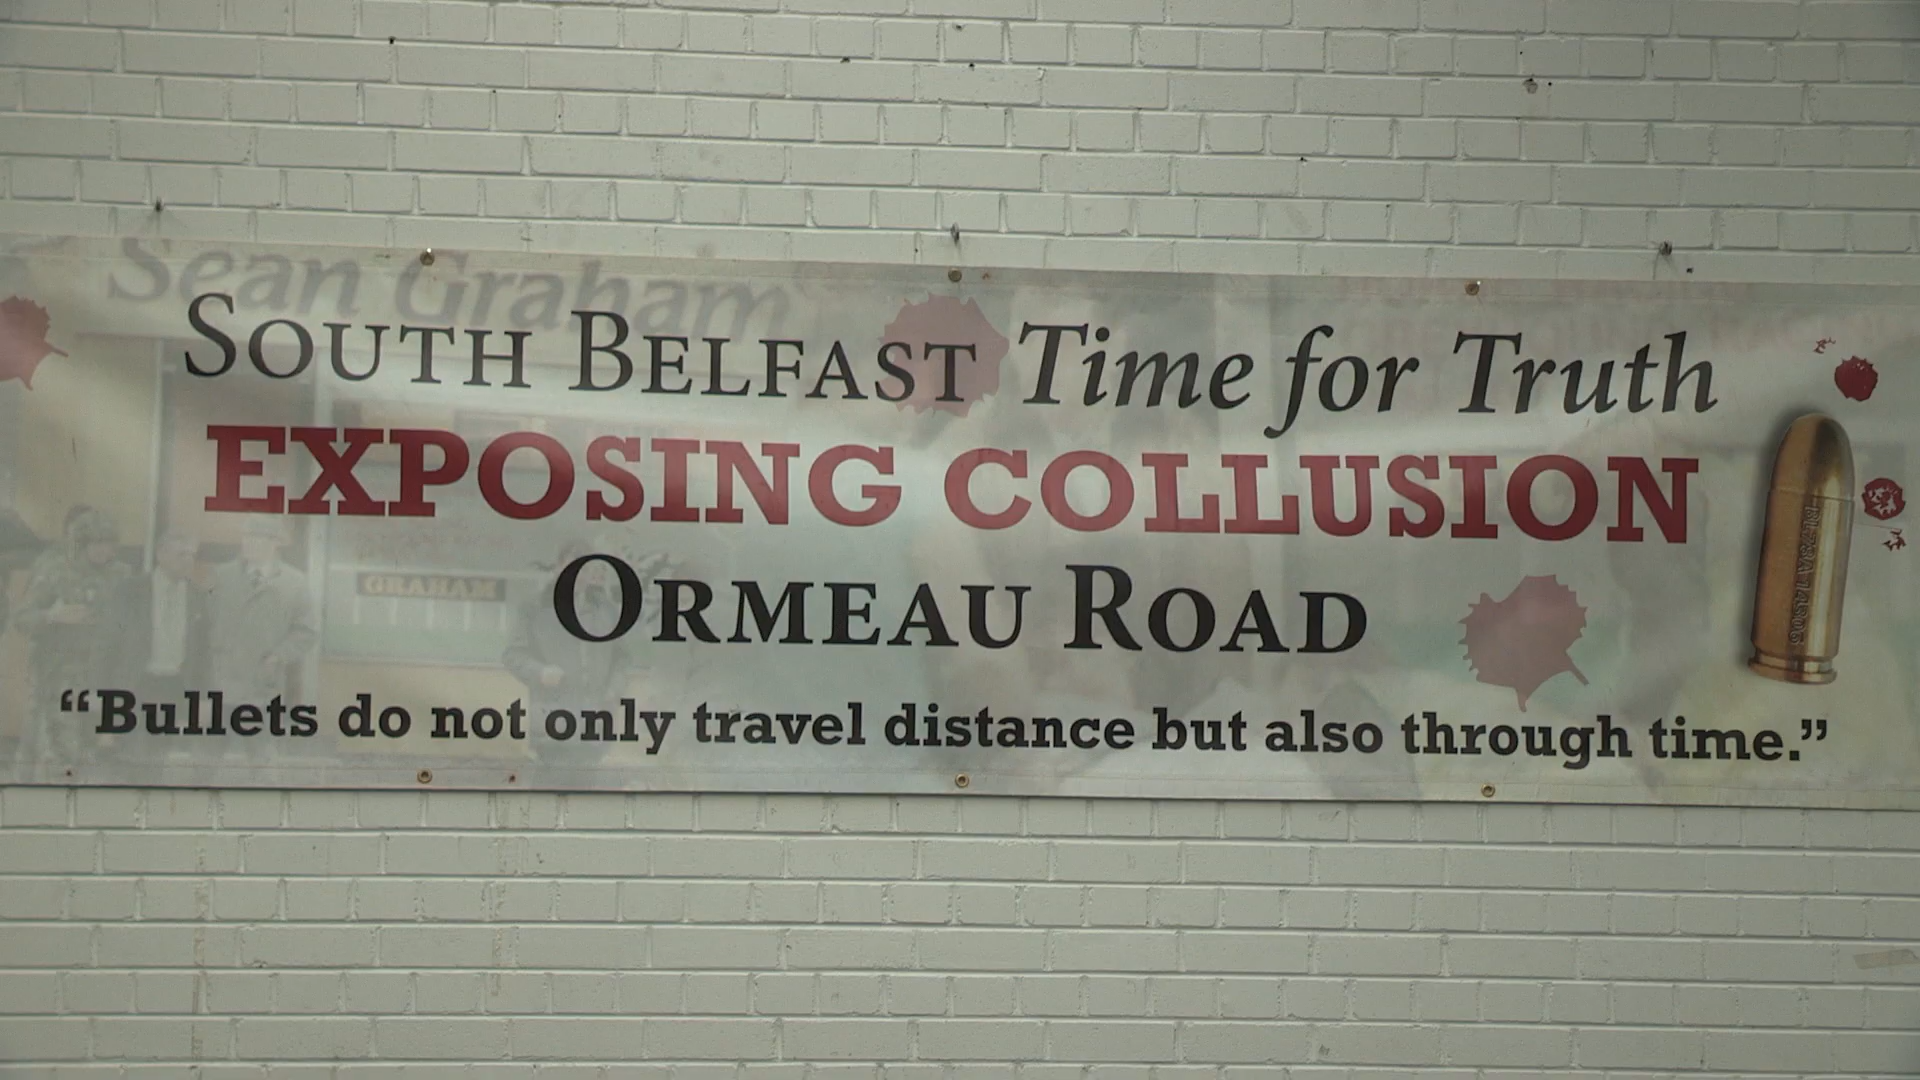 Sean Graham
SOUTH BELFAST Time for Truth
EXPOSING COLLUSION
ORMEAU ROAD
GRAHAM
“Bullets do not only travel distance but also through time.”